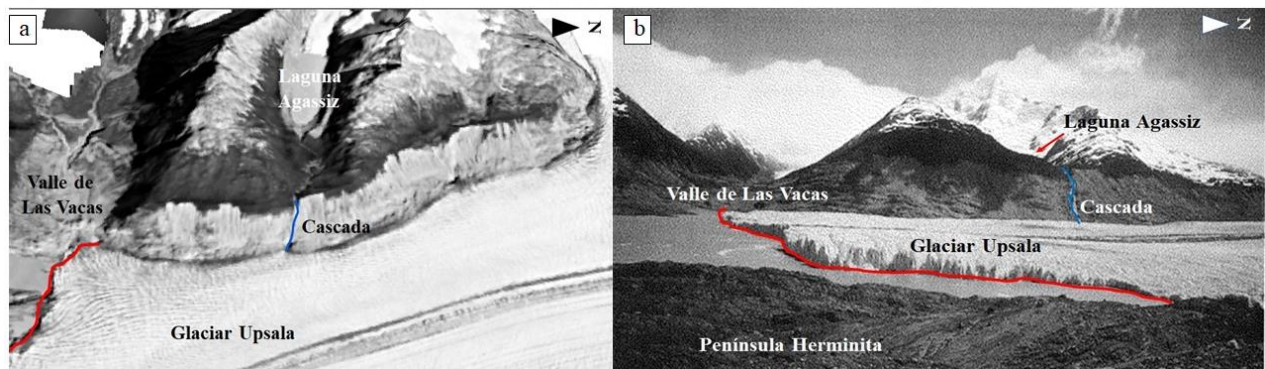 a
N
Laguna
Agassiz
Valle de
Las Vacas
Cascada
Glaciar Upsala
b
N
Laguna Agassiz
Valle de Las Vacas
Cascada
Glaciar Upsala
Península Herminita